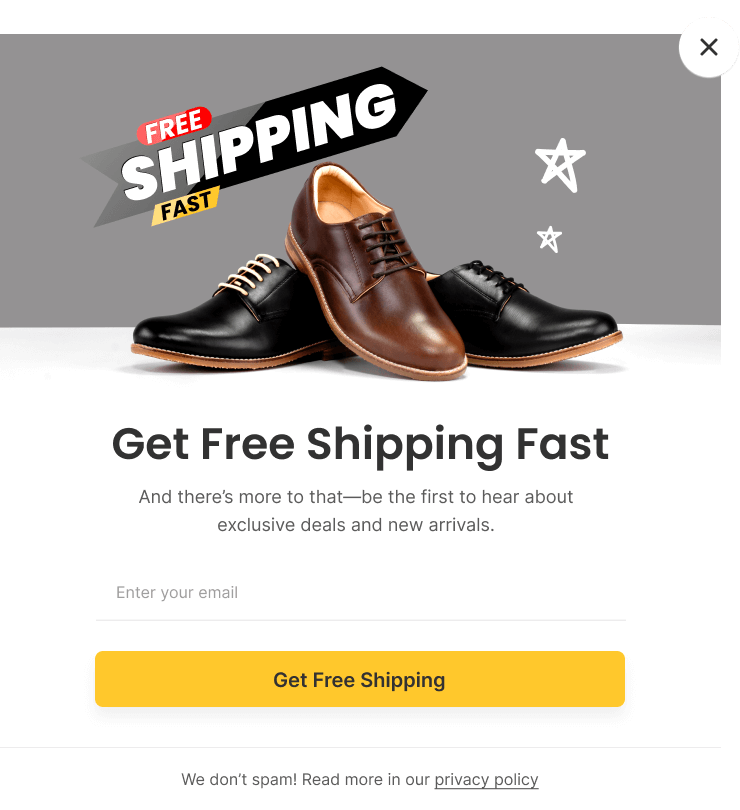 FREE
SHIPPING
FAST
Get Free Shipping Fast
And there’s more to that—be the first to hear about
exclusive deals and new arrivals.
Enter your email
Get Free Shipping
We don’t spam! Read more in our privacy policy